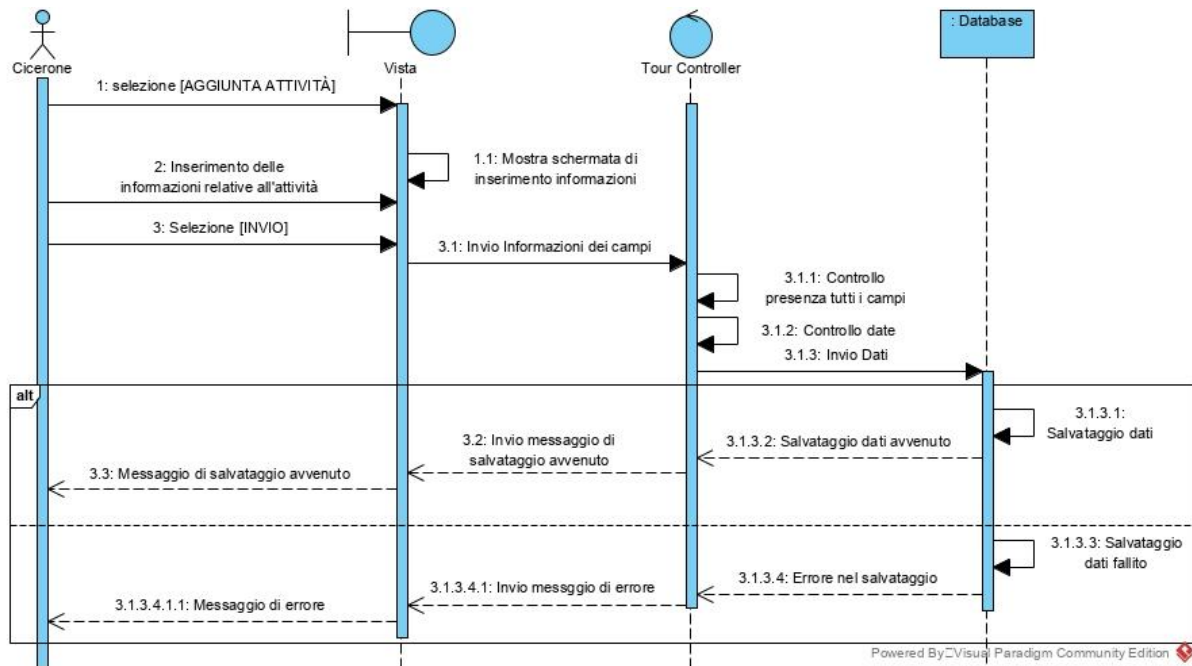 Cicerone
Vista
Tour Controller
: Database
1: selezione [AGGIUNTA ATTIVITÀ]
1.1: Mostra schermata di
inserimento informazioni
2: Inserimento delle
informazioni relative all'attività
3: Selezione [INVIO]
3.1: Invio Informazioni dei campi
3.1.1: Controllo
presenza tutti i campi
3.1.2: Controllo date
3.1.3: Invio Dati
alt
3.1.3.1:
Salvataggio dati
3.1.3.2: Salvataggio dati avvenuto
3.2: Invio messaggio di
salvataggio avvenuto
3.3: Messaggio di salvataggio avvenuto
3.1.3.3: Salvataggio
dati fallito
3.1.3.4: Errore nel salvataggio
3.1.3.4.1: Invio messggio di errore
3.1.3.4.1.1: Messaggio di errore
Powered By Visual Paradigm Community Edition